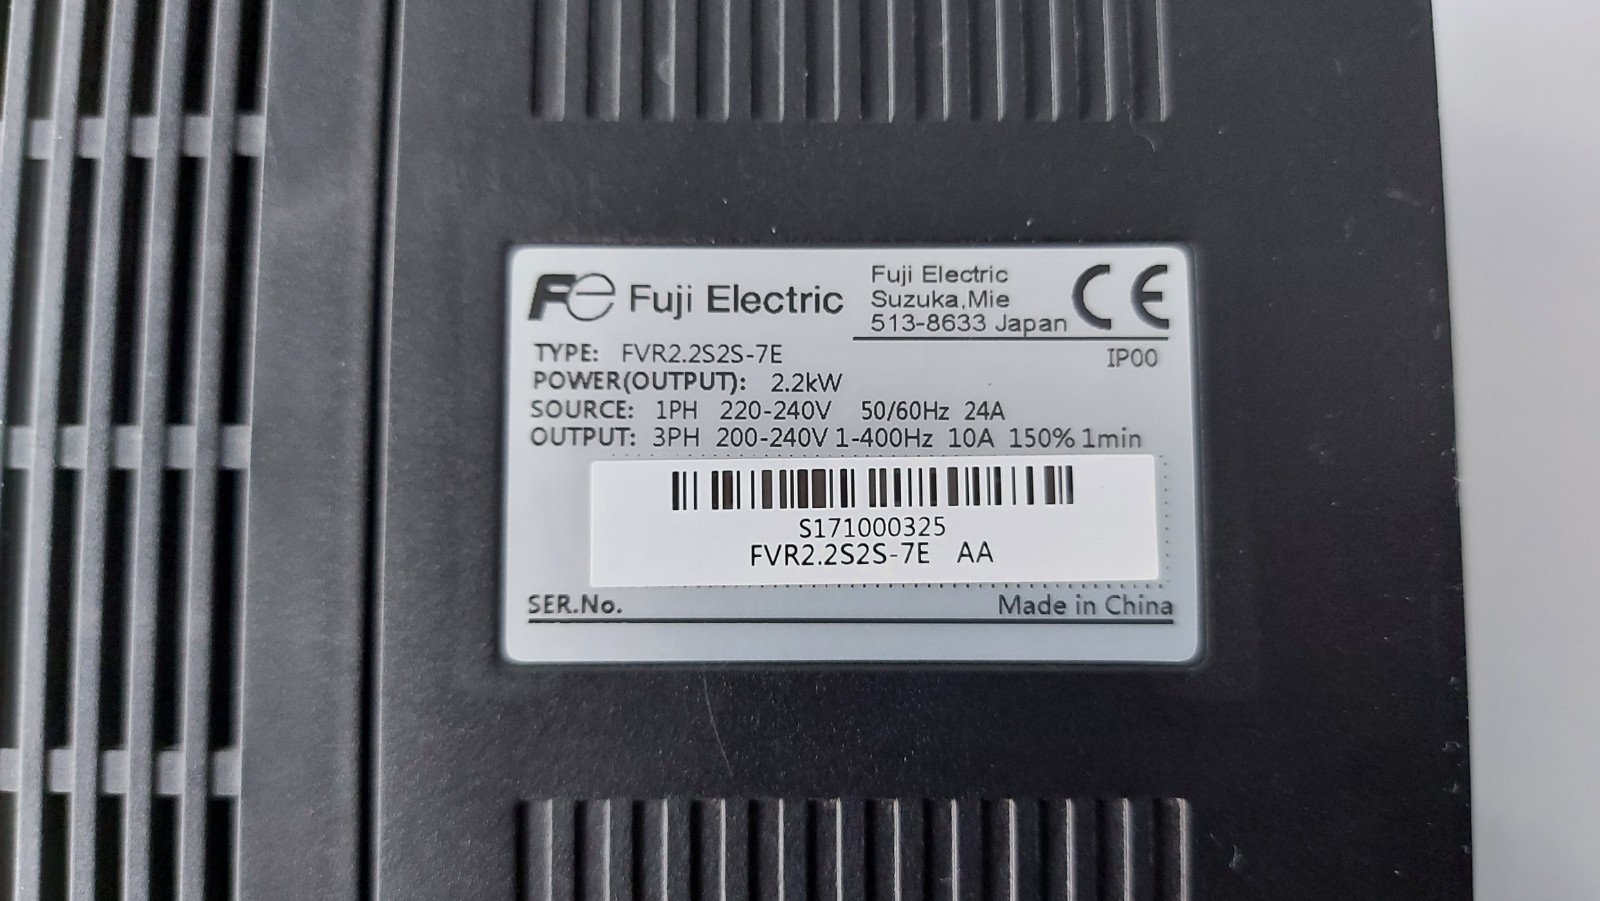 Fe Fuji Electric
Fuji Electric
Suzuka,Mie
513-8633 Japan
CE
TYPE: FVR2.2S2S-7E
IP00
POWER(OUTPUT): 2.2kW
SOURCE: 1PH 220-240V 50/60Hz 24A
OUTPUT: 3PH 200-240V 1-400Hz 10A 150% 1min
S171000325
FVR2.2S2S-7E AA
SER.No.
Made in China